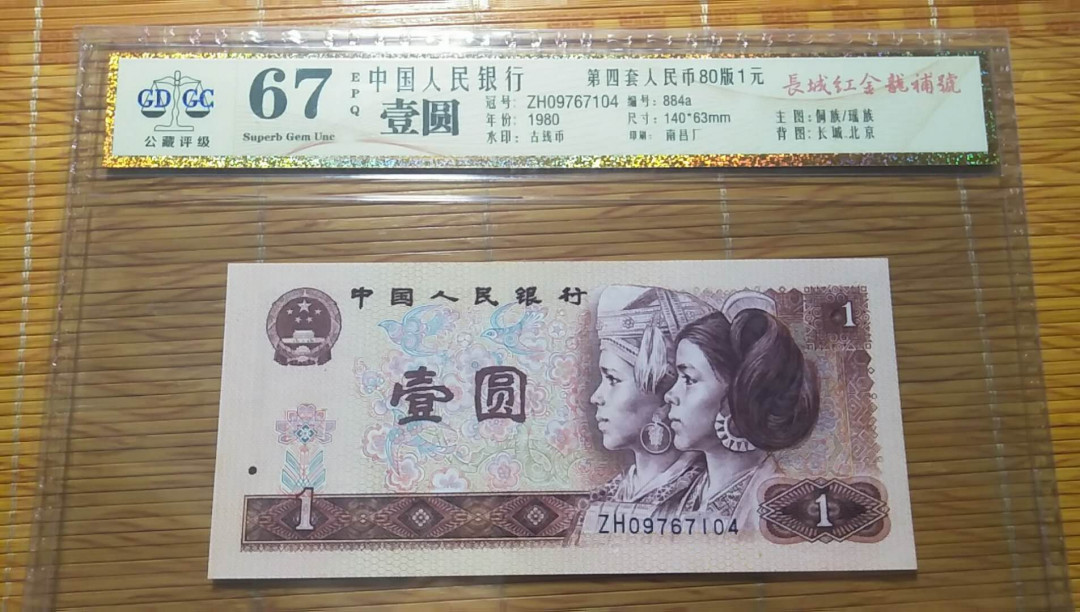 GDGC
公藏评级
67
EPQ
Superb Gem Unc
中国人民银行
壹圆
第四套人民币80版1元
冠号: ZH09767104 编号: 884a
年份: 1980 尺寸: 140*63mm
水印: 古钱币 印刷: 南昌厂
長城红金龍補號
主图: 侗族/瑶族
背图: 长城.北京
中国人民银行
1
壹圆
1
ZH09767104
1